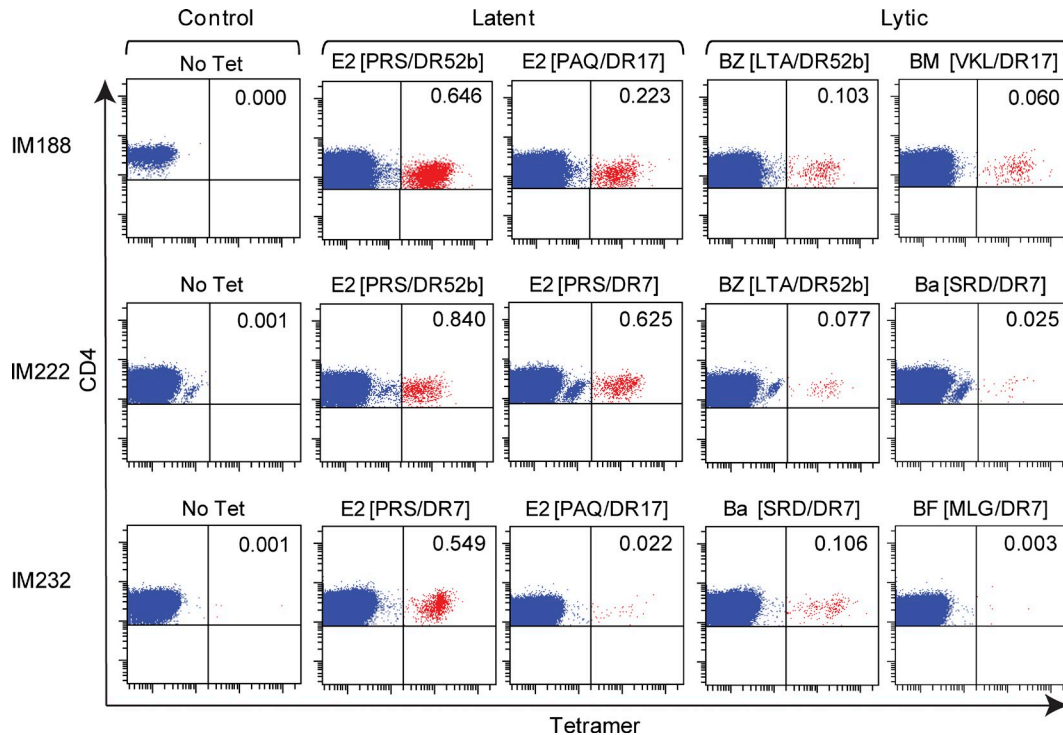 Control Latent Lytic
No Tet E2 [PRS/DR52b] E2 [PAQ/DR17] BZ [LTA/DR52b] BM [VKL/DR17]
IM188 0.000 0.646 0.223 0.103 0.060
No Tet E2 [PRS/DR52b] E2 [PRS/DR7] BZ [LTA/DR52b] Ba [SRD/DR7]
IM222 0.001 0.840 0.625 0.077 0.025
No Tet E2 [PRS/DR7] E2 [PAQ/DR17] Ba [SRD/DR7] BF [MLG/DR7]
IM232 0.001 0.549 0.022 0.106 0.003
CD4
Tetramer